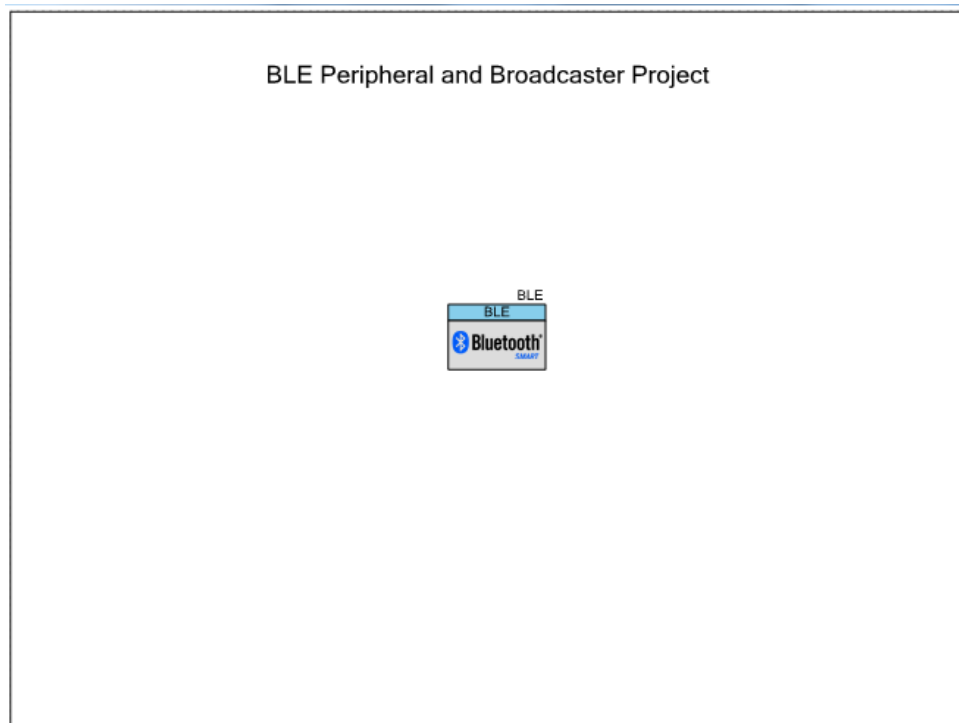 BLE Peripheral and Broadcaster Project
BLE
BLE
Bluetooth®
SMART